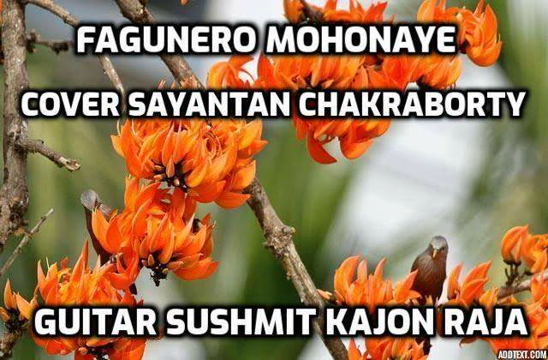 FAGUNERO MOHONAYE
COVER SAYANTAN CHAKRABORTY
GUITAR SUSHMIT KAJON RAJA
ADDTEXT.COM